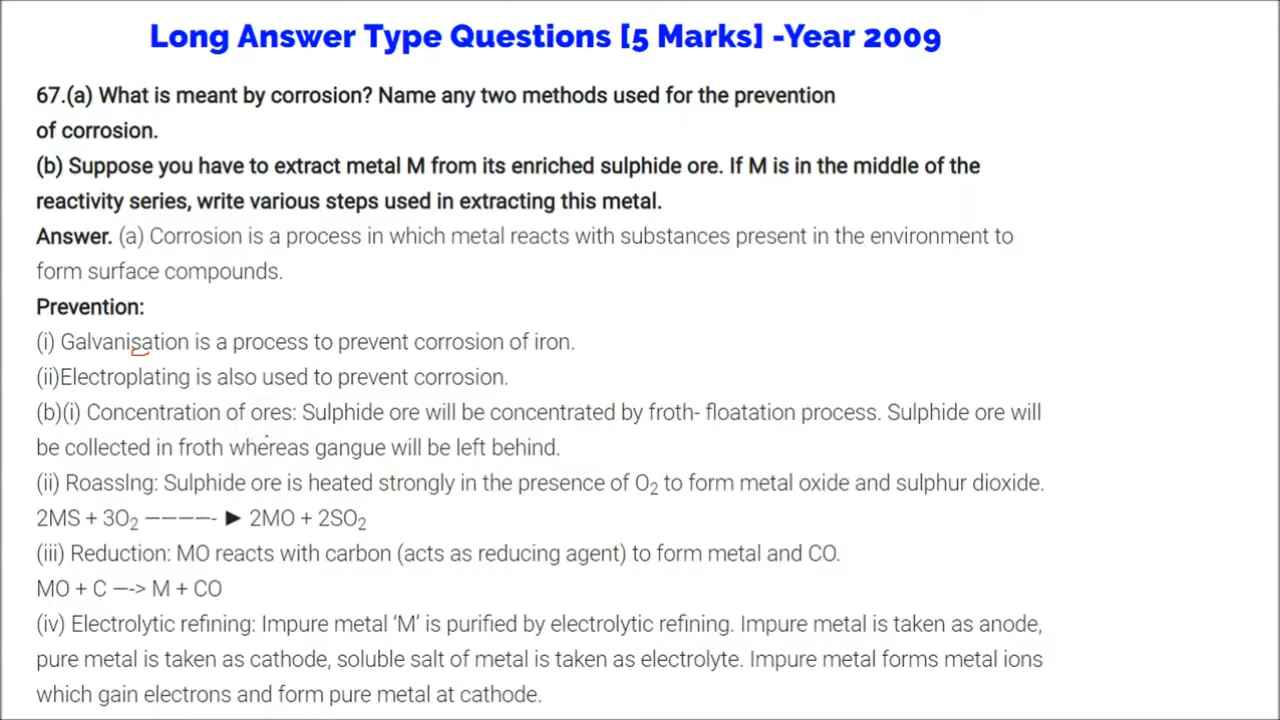 Long Answer Type Questions [5 Marks] -Year 2009
67.(a) What is meant by corrosion? Name any two methods used for the prevention
of corrosion.
(b) Suppose you have to extract metal M from its enriched sulphide ore. If M is in the middle of the
reactivity series, write various steps used in extracting this metal.
Answer. (a) Corrosion is a process in which metal reacts with substances present in the environment to
form surface compounds.
Prevention:
(i) Galvanisation is a process to prevent corrosion of iron.
(ii)Electroplating is also used to prevent corrosion.
(b)(i) Concentration of ores: Sulphide ore will be concentrated by froth- floatation process. Sulphide ore will
be collected in froth whereas gangue will be left behind.
(ii) Roasslng: Sulphide ore is heated strongly in the presence of O₂ to form metal oxide and sulphur dioxide.
2MS + 3O₂ ————-► 2MO + 2SO₂
(iii) Reduction: MO reacts with carbon (acts as reducing agent) to form metal and CO.
MO + C —-> M + CO
(iv) Electrolytic refining: Impure metal ‘M’ is purified by electrolytic refining. Impure metal is taken as anode,
pure metal is taken as cathode, soluble salt of metal is taken as electrolyte. Impure metal forms metal ions
which gain electrons and form pure metal at cathode.